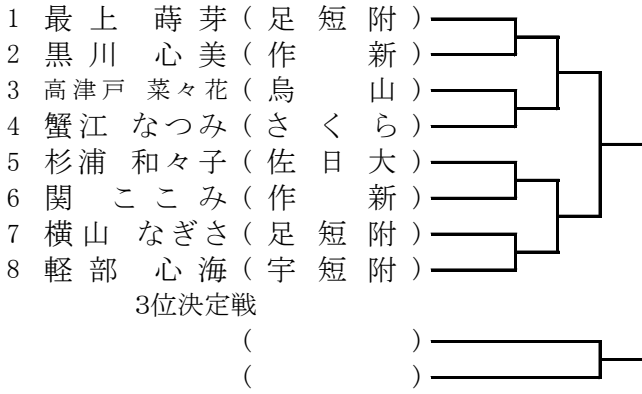 1 最上 蒔芽(足短附)
2 黒川 心美(作新)
3 高津戸 菜々花(烏山)
4 蟹江 なつみ(さくら)
5 杉浦 和々子(佐日大)
6 関 ここみ(作新)
7 横山 なぎさ(足短附)
8 軽部 心海(宇短附)
3位決定戦
( )
( )